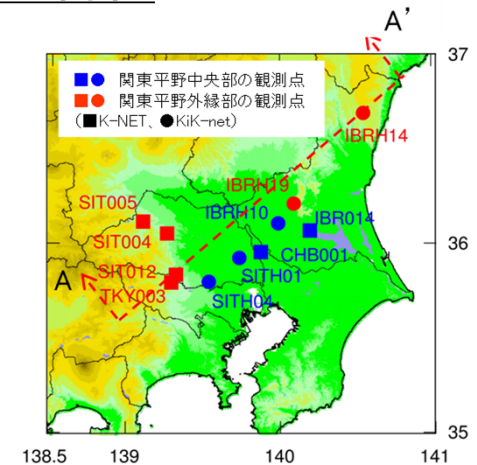 A'
37
関東平野中央部の観測点
関東平野外縁部の観測点
(■K-NET、●KiK-net)
IBRH14
IBRH19
SIT005
IBRH10
IBR014
SIT004
36
CHB001
A
SIT012
SITH01
TKY003
SITH04
35
138.5
139
140
141